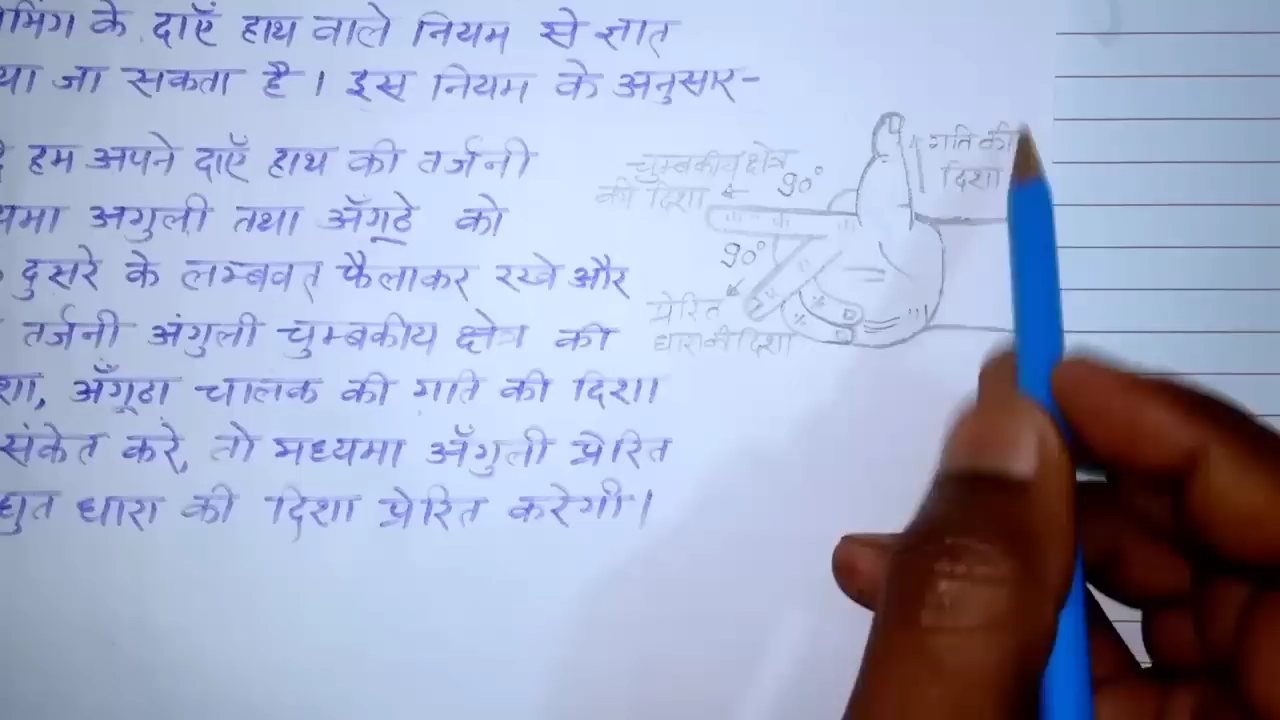 के दाएँ हाथ वाले नियम से ज्ञात
जा सकता है । इस नियम के अनुसार-
हम अपने दाएँ हाथ की तर्जनी
अगुली तथा अँगूठे को
दुसरे के लम्बवत् फैलाकर रखे और
तर्जनी अंगुली चुम्बकीय क्षेत्र की
अँगूठा चालक की गति की दिशा
संकेत करे, तो मध्यमा अँगुली प्रेरित
धारा की दिशा प्रेरित करेगी।
चुम्बकीय क्षेत्र
की दिशा
90°
गति की
दिशा
90°
प्रेरित
धारा की दिशा